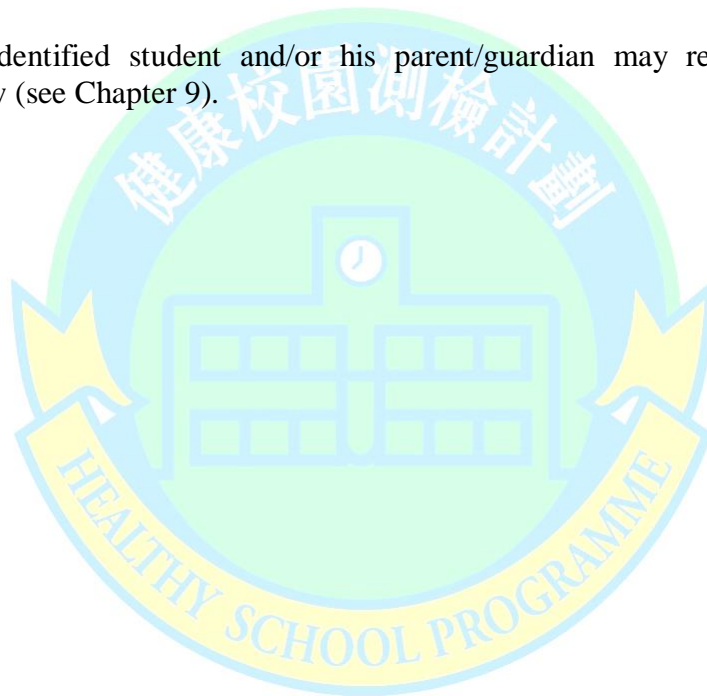 dentified student and/or his parent/guardian may re
(see Chapter 9).
健康校園測檢計劃
HEALTHY SCHOOL PROGRAMME